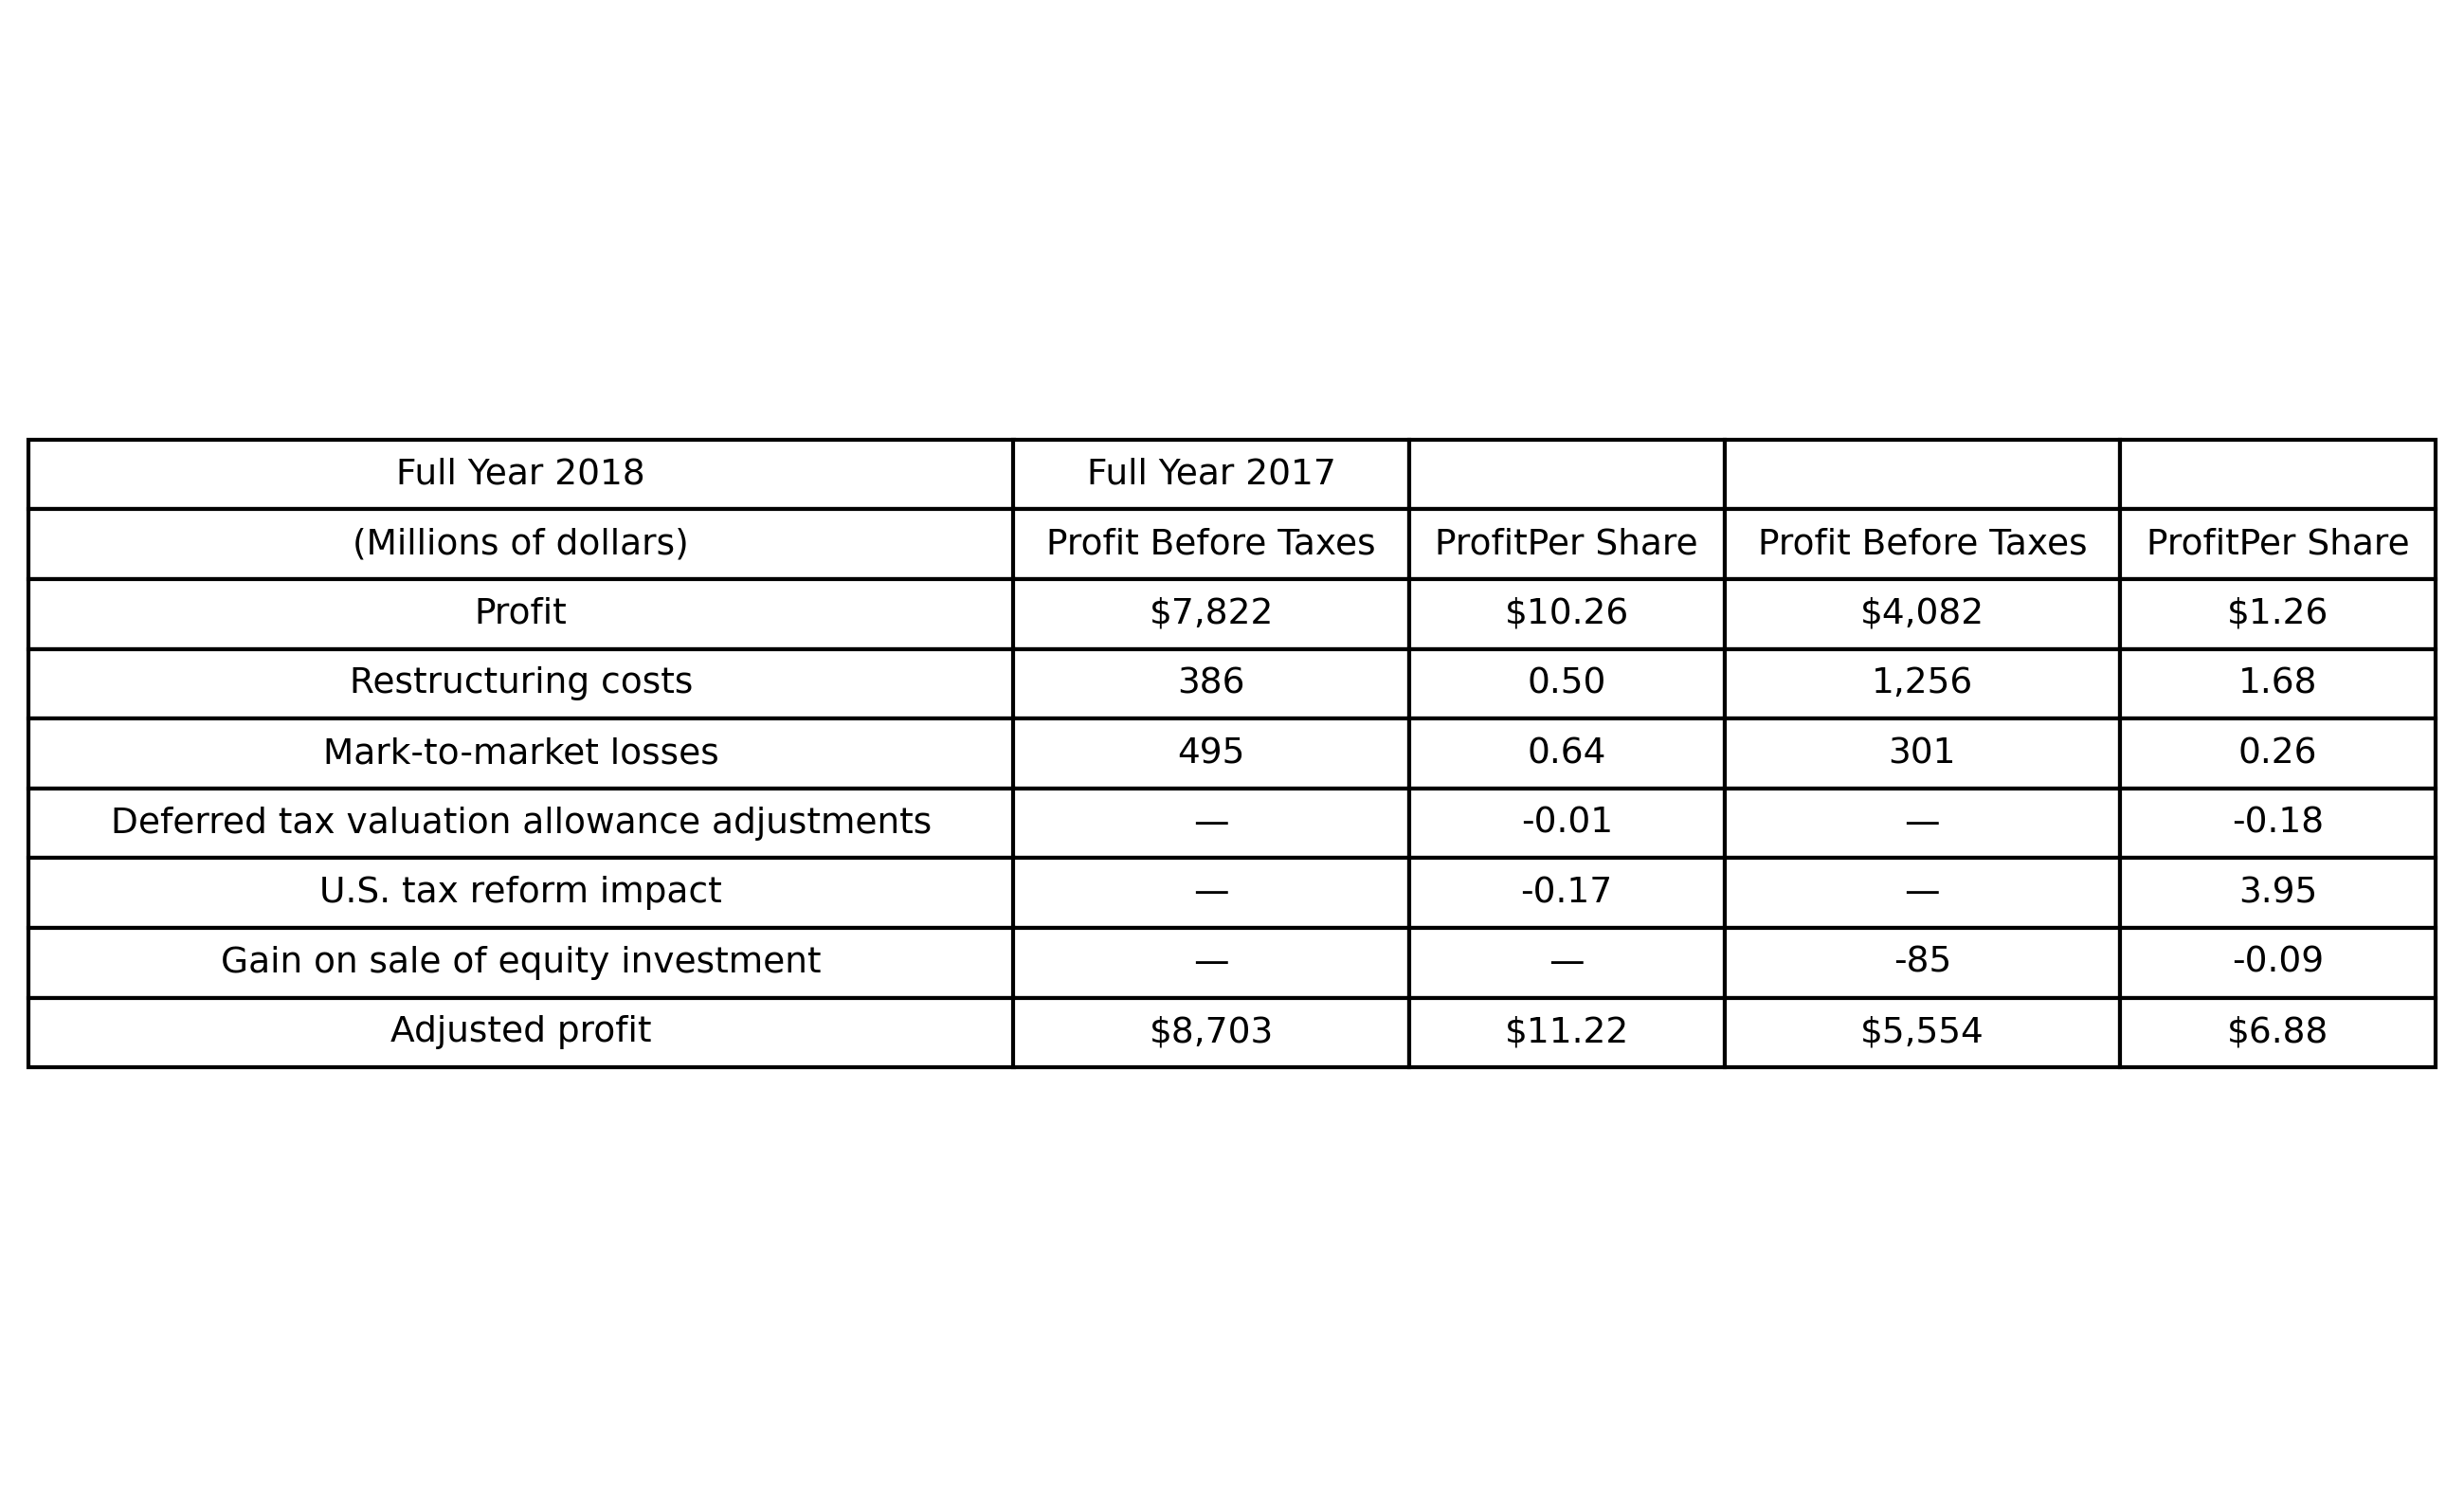 Full Year 2018 Full Year 2017
(Millions of dollars) Profit Before Taxes ProfitPer Share Profit Before Taxes ProfitPer Share
Profit $7,822 $10.26 $4,082 $1.26
Restructuring costs 386 0.50 1,256 1.68
Mark-to-market losses 495 0.64 301 0.26
Deferred tax valuation allowance adjustments — -0.01 — -0.18
U.S. tax reform impact — -0.17 — 3.95
Gain on sale of equity investment — — -85 -0.09
Adjusted profit $8,703 $11.22 $5,554 $6.88